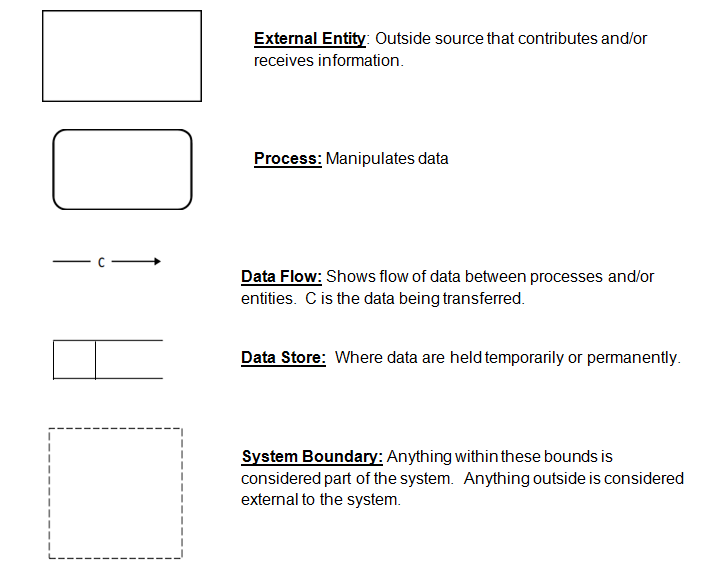 External Entity: Outside source that contributes and/or
receives information.
Process: Manipulates data
C
Data Flow: Shows flow of data between processes and/or
entities.  C is the data being transferred.
Data Store:  Where data are held temporarily or permanently.
System Boundary: Anything within these bounds is
considered part of the system.  Anything outside is considered
external to the system.